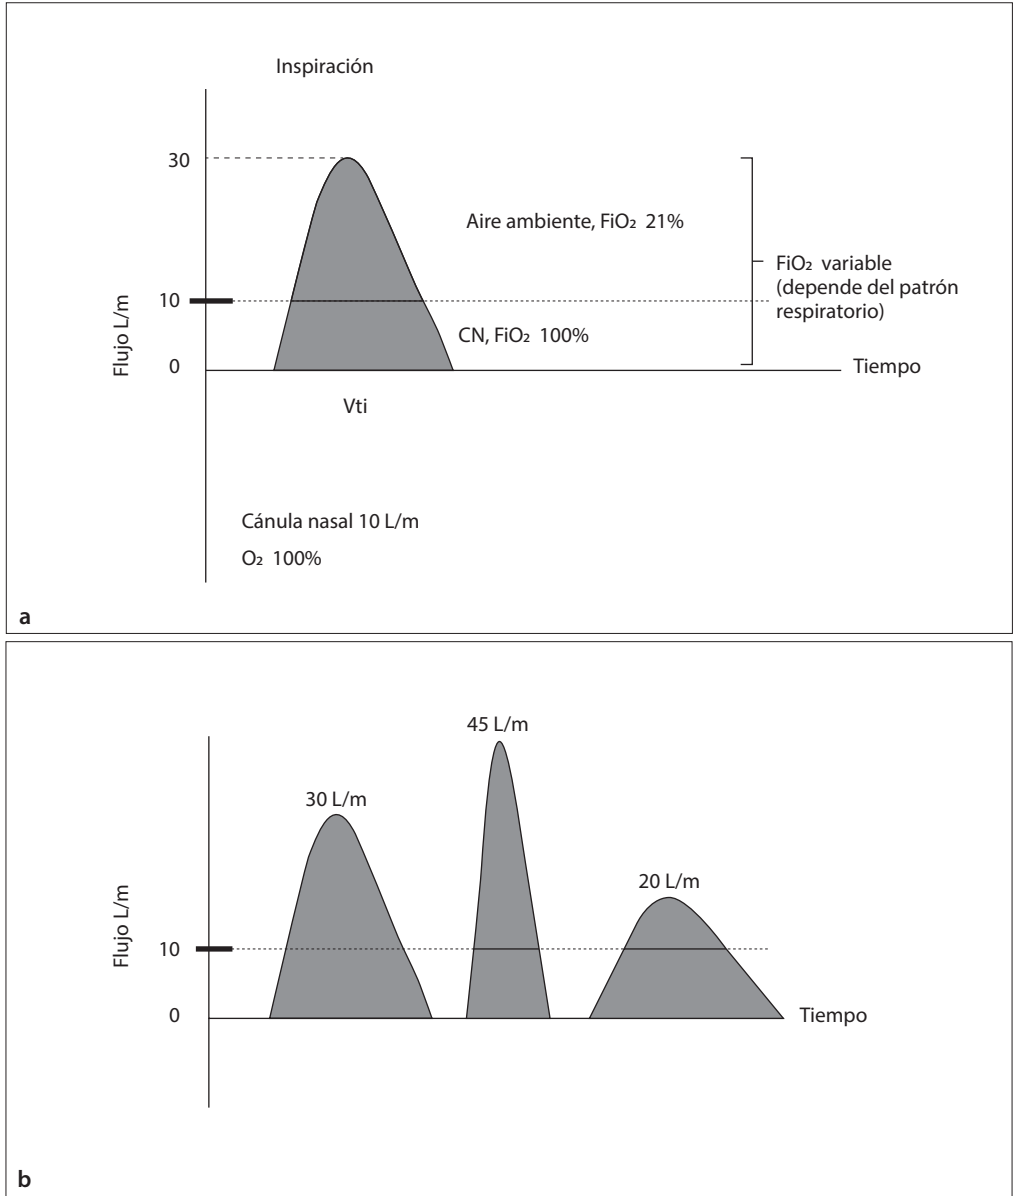 Inspiración
30
Aire ambiente, FiO₂ 21%
FiO₂ variable
(depende del patrón
respiratorio)
10
CN, FiO₂ 100%
Flujo L/m
0
Tiempo
Vti
Cánula nasal 10 L/m
O₂ 100%
a
45 L/m
30 L/m
20 L/m
Flujo L/m
10
0
Tiempo
b